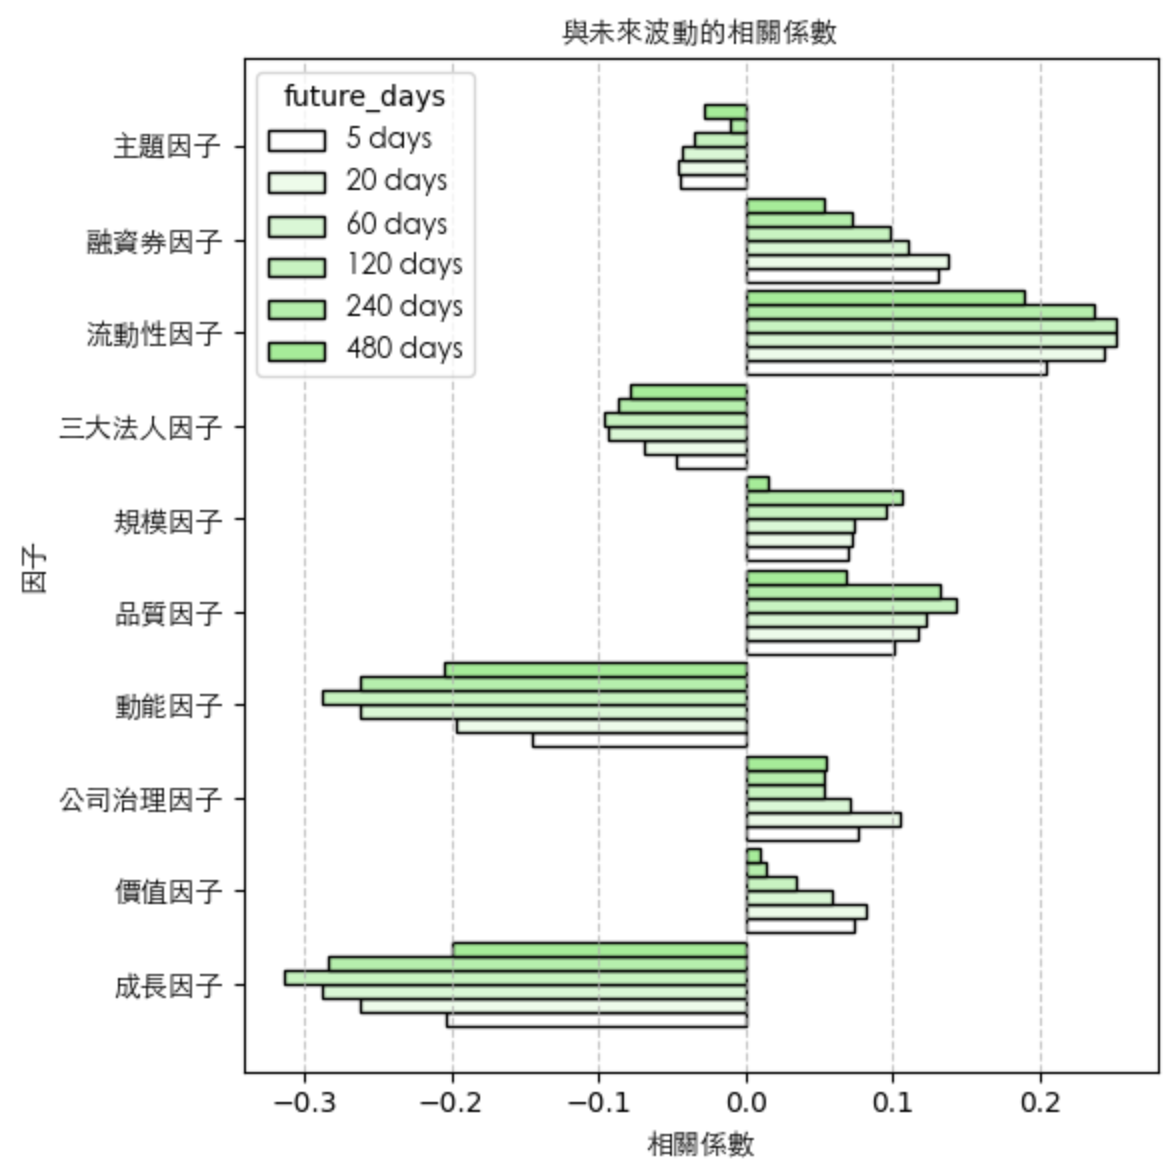 與未來波動的相關係數
future_days
5 days
20 days
60 days
120 days
240 days
480 days
主題因子
融資券因子
流動性因子
三大法人因子
規模因子
品質因子
動能因子
公司治理因子
價值因子
成長因子
因子
−0.3 −0.2 −0.1 0.0 0.1 0.2
相關係數